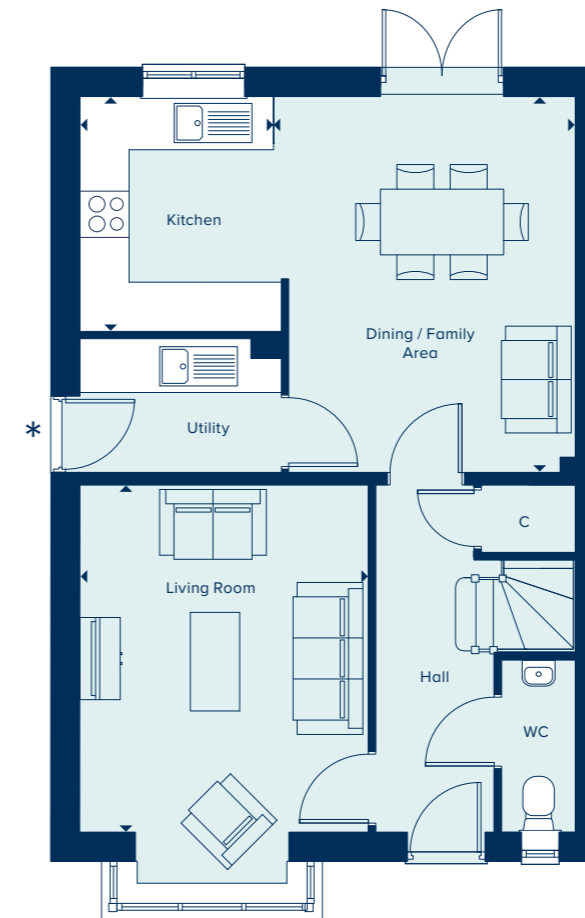 Kitchen
Dining / Family
Area
*
Utility
C
Living Room
Hall
WC